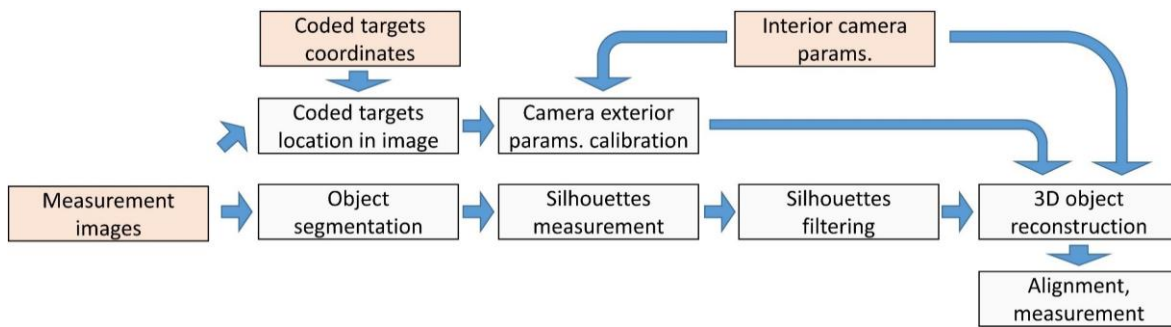 Coded targets
coordinates
Interior camera
params.
Coded targets
location in image
Camera exterior
params. calibration
Measurement
images
Object
segmentation
Silhouettes
measurement
Silhouettes
filtering
3D object
reconstruction
Alignment,
measurement